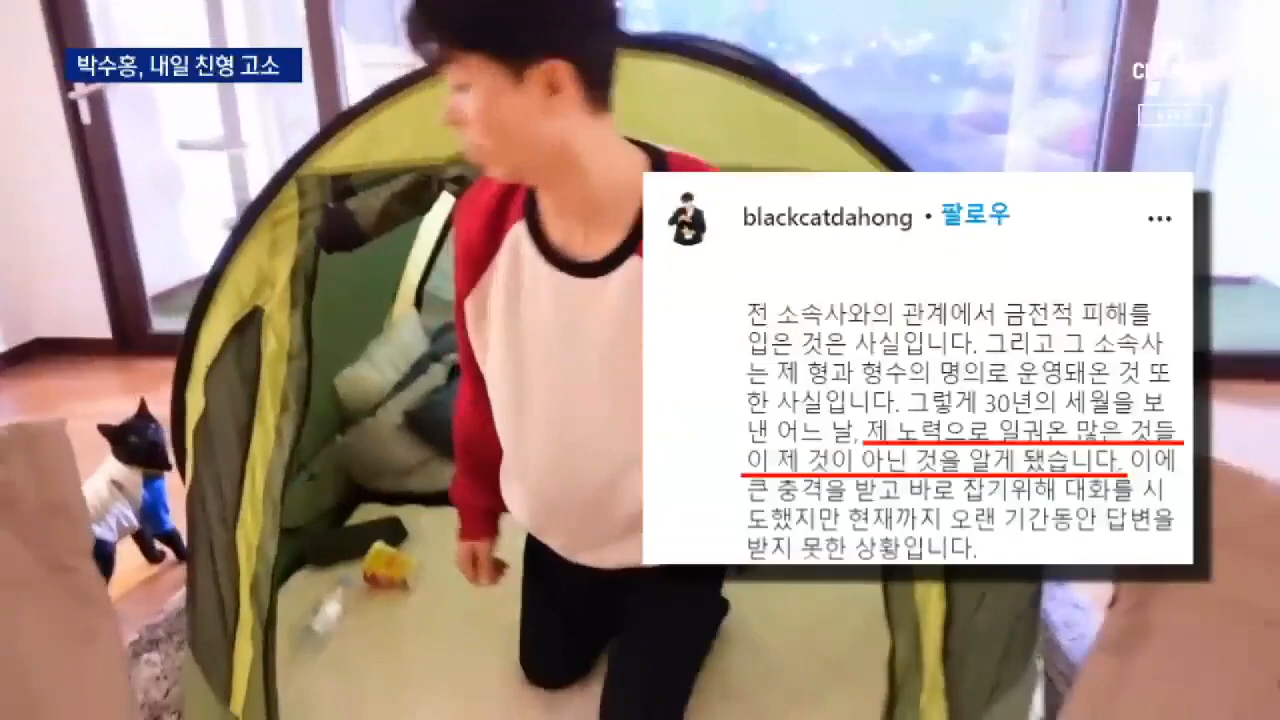 박수홍, 내일 친형 고소
blackcatdahong • 팔로우
전 소속사와의 관계에서 금전적 피해를
입은 것은 사실입니다. 그리고 그 소속사
는 제 형과 형수의 명의로 운영돼온 것 또
한 사실입니다. 그렇게 30년의 세월을 보
낸 어느 날, 제 노력으로 일궈온 많은 것들
이 제 것이 아닌 것을 알게 됐습니다. 이에
큰 충격을 받고 바로 잡기위해 대화를 시
도했지만 현재까지 오랜 기간동안 답변을
받지 못한 상황입니다.